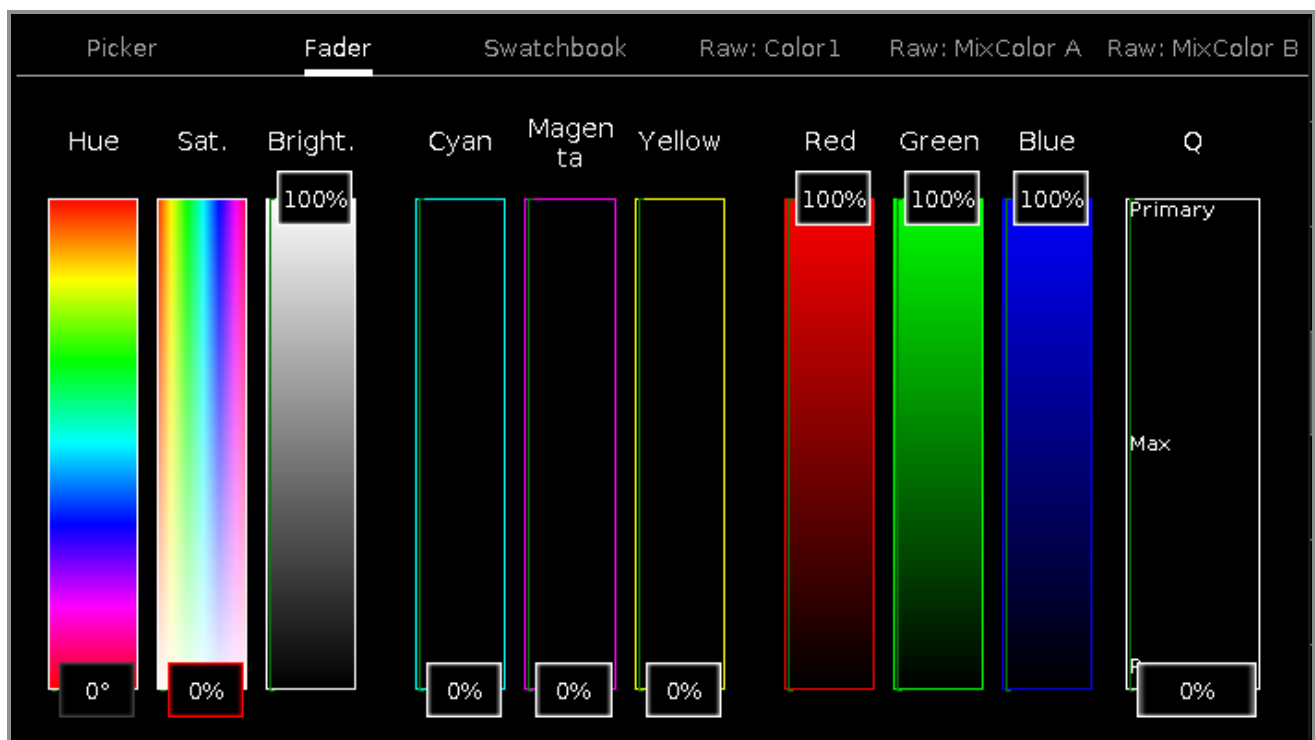 Picker Fader Swatchbook Raw: Color1 Raw: MixColor A Raw: MixColor B
Hue Sat. Bright. Cyan Magen
ta Yellow Red Green Blue Q
100% 100% 100% 100%
Primary
Max
0° 0% 0% 0% 0% 0%